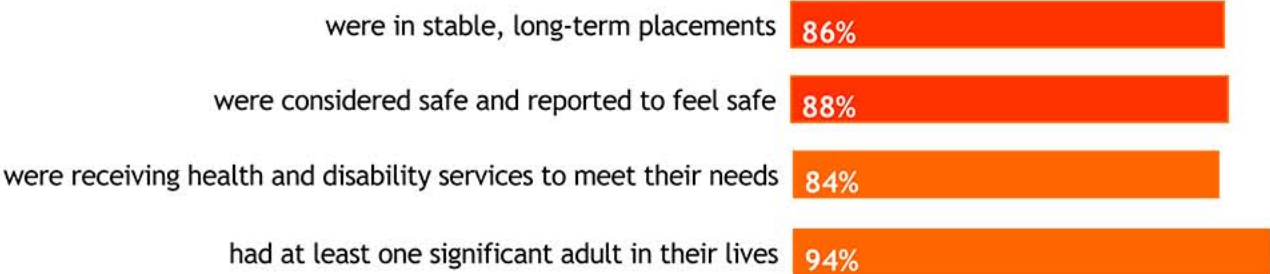 were in stable, long-term placements 86%
were considered safe and reported to feel safe 88%
were receiving health and disability services to meet their needs 84%
had at least one significant adult in their lives 94%